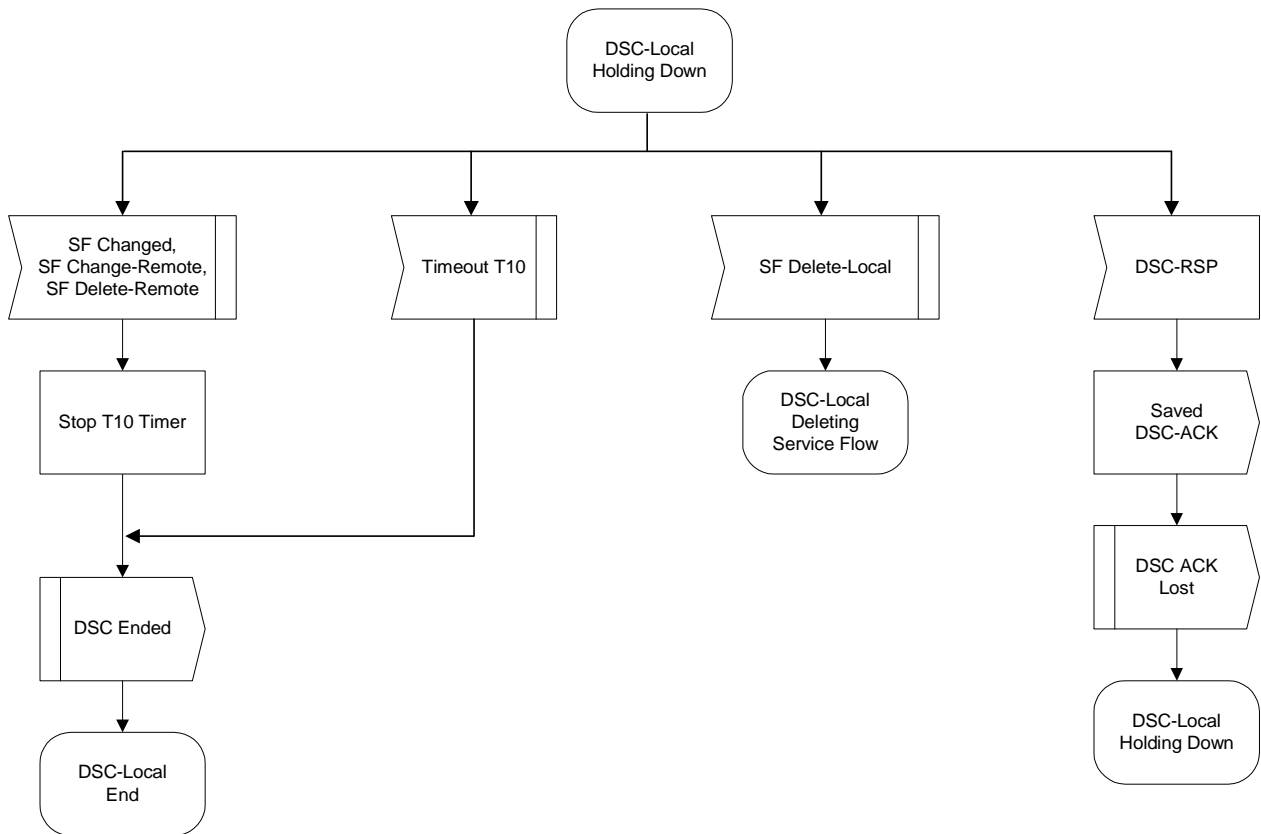 DSC-Local
Holding Down
SF Changed,
SF Change-Remote,
SF Delete-Remote
Timeout T10
SF Delete-Local
DSC-RSP
Stop T10 Timer
DSC-Local
Deleting
Service Flow
Saved
DSC-ACK
DSC Ended
DSC ACK
Lost
DSC-Local
End
DSC-Local
Holding Down